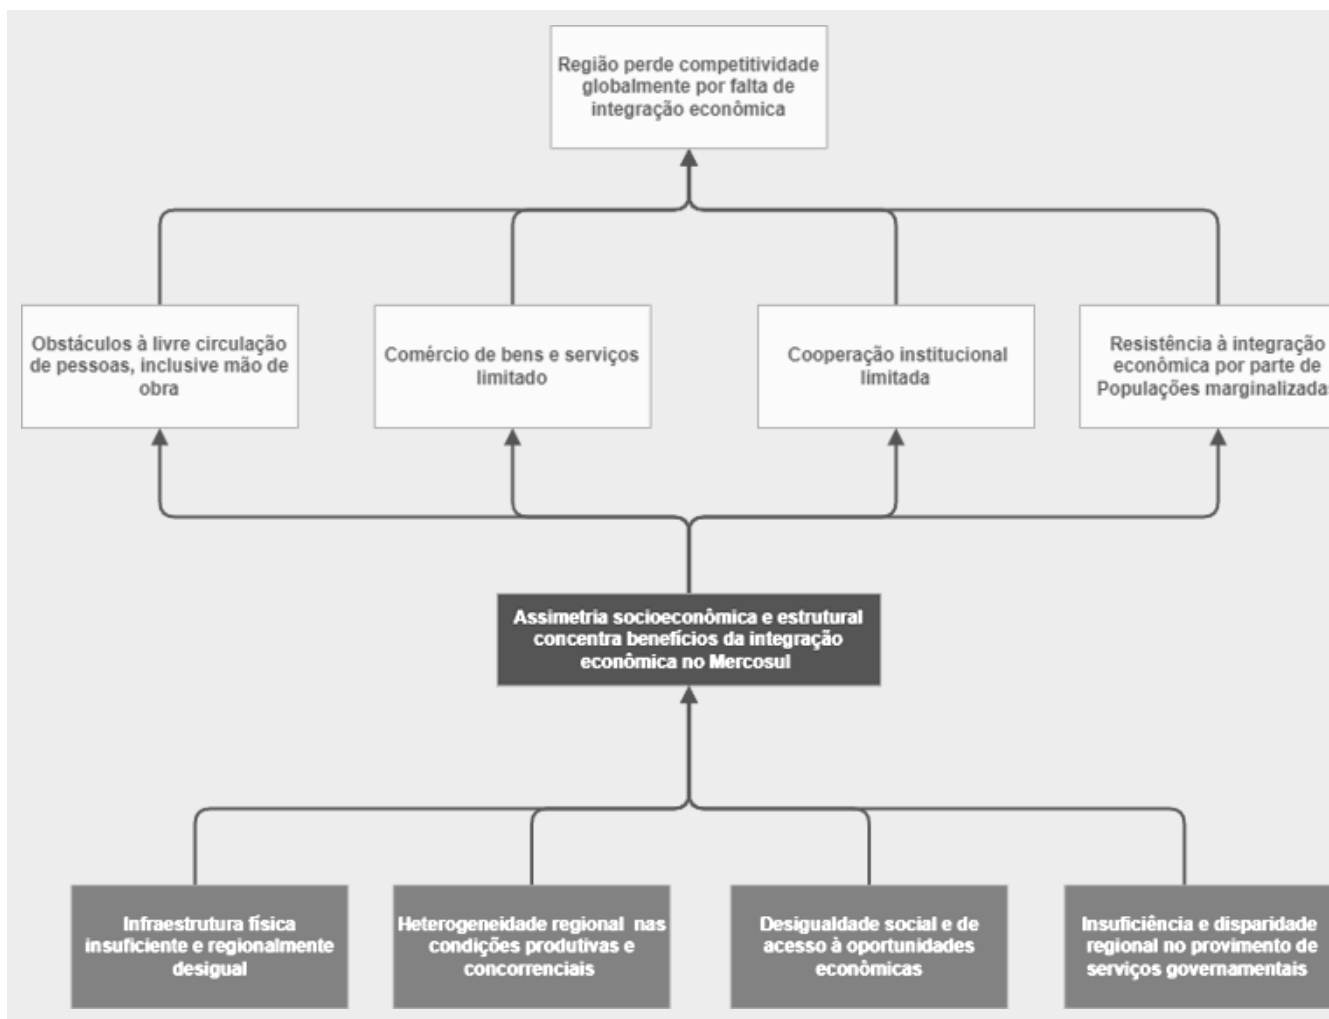 Região perde competitividade
globalmente por falta de
integração econômica
Obstáculos à livre circulação
de pessoas, inclusive mão de
obra
Comércio de bens e serviços
limitado
Cooperação institucional
limitada
Resistência à integração
econômica por parte de
Populações marginalizada
Assimetria socioeconômica e estrutural
concentra benefícios da integração
econômica no Mercosul
Infraestrutura física
insuficiente e regionalmente
desigual
Heterogeneidade regional nas
condições produtivas e
concorrenciais
Desigualdade social e de
acesso à oportunidades
econômicas
Insuficiência e disparidade
regional no provimento de
serviços governamentais